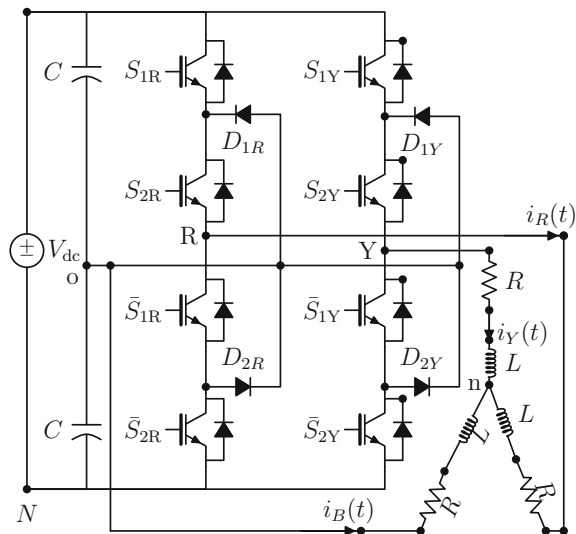 C
S1R
S1Y
D1R
D1Y
S2R
S2Y
iR(t)
R
Y
± Vdc
o
R
S̄1R
S̄1Y
iY(t)
D2R
D2Y
L
n
C
S̄2R
S̄2Y
L
L
R
R
N
iB(t)